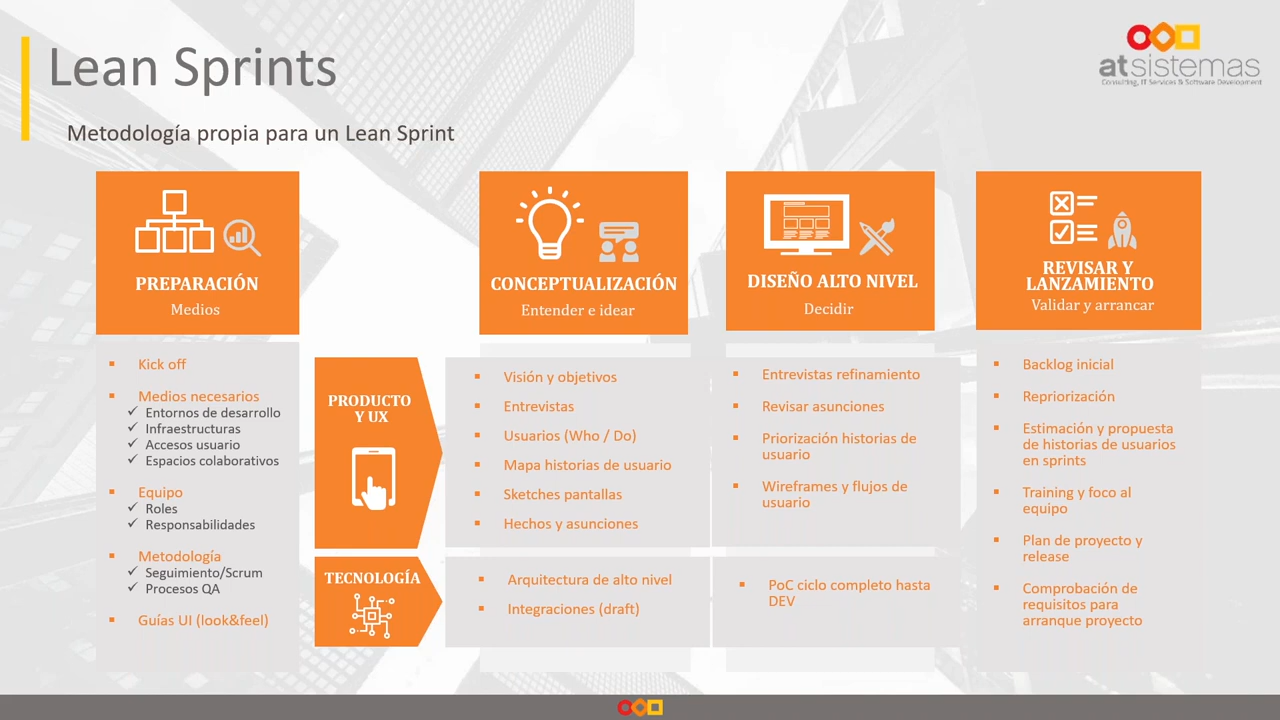 Lean Sprints
Metodología propia para un Lean Sprint
atsistemas
Consulting, IT Services & Software Development
PREPARACIÓN
Medios
Kick off
Medios necesarios
Entornos de desarrollo
Infraestructuras
Accesos usuario
Espacios colaborativos
Equipo
Roles
Responsabilidades
Metodología
Seguimiento/Scrum
Procesos QA
Guías UI (look&feel)
PRODUCTO
Y UX
TECNOLOGÍA
CONCEPTUALIZACIÓN
Entender e idear
Visión y objetivos
Entrevistas
Usuarios (Who / Do)
Mapa historias de usuario
Sketches pantallas
Hechos y asunciones
Arquitectura de alto nivel
Integraciones (draft)
DISEÑO ALTO NIVEL
Decidir
Entrevistas refinamiento
Revisar asunciones
Priorización historias de
usuario
Wireframes y flujos de
usuario
PoC ciclo completo hasta
DEV
REVISAR Y
LANZAMIENTO
Validar y arrancar
Backlog inicial
Repriorización
Estimación y propuesta
de historias de usuarios
en sprints
Training y foco al
equipo
Plan de proyecto y
release
Comprobación de
requisitos para
arranque proyecto